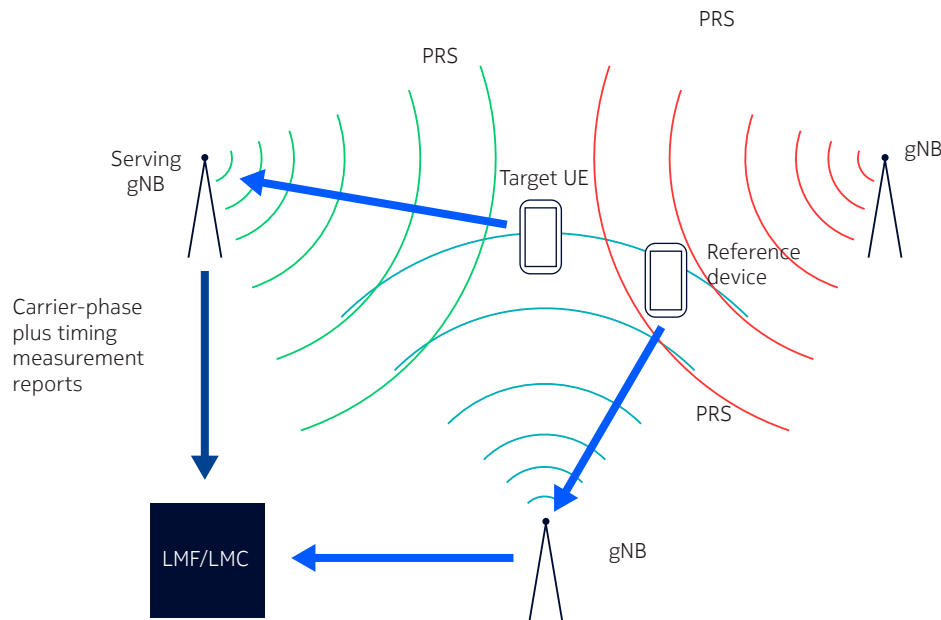 PRS
PRS
Serving
gNB
gNB
Target UE
Reference
device
Carrier-phase
plus timing
measurement
reports
PRS
LMF/LMC
gNB